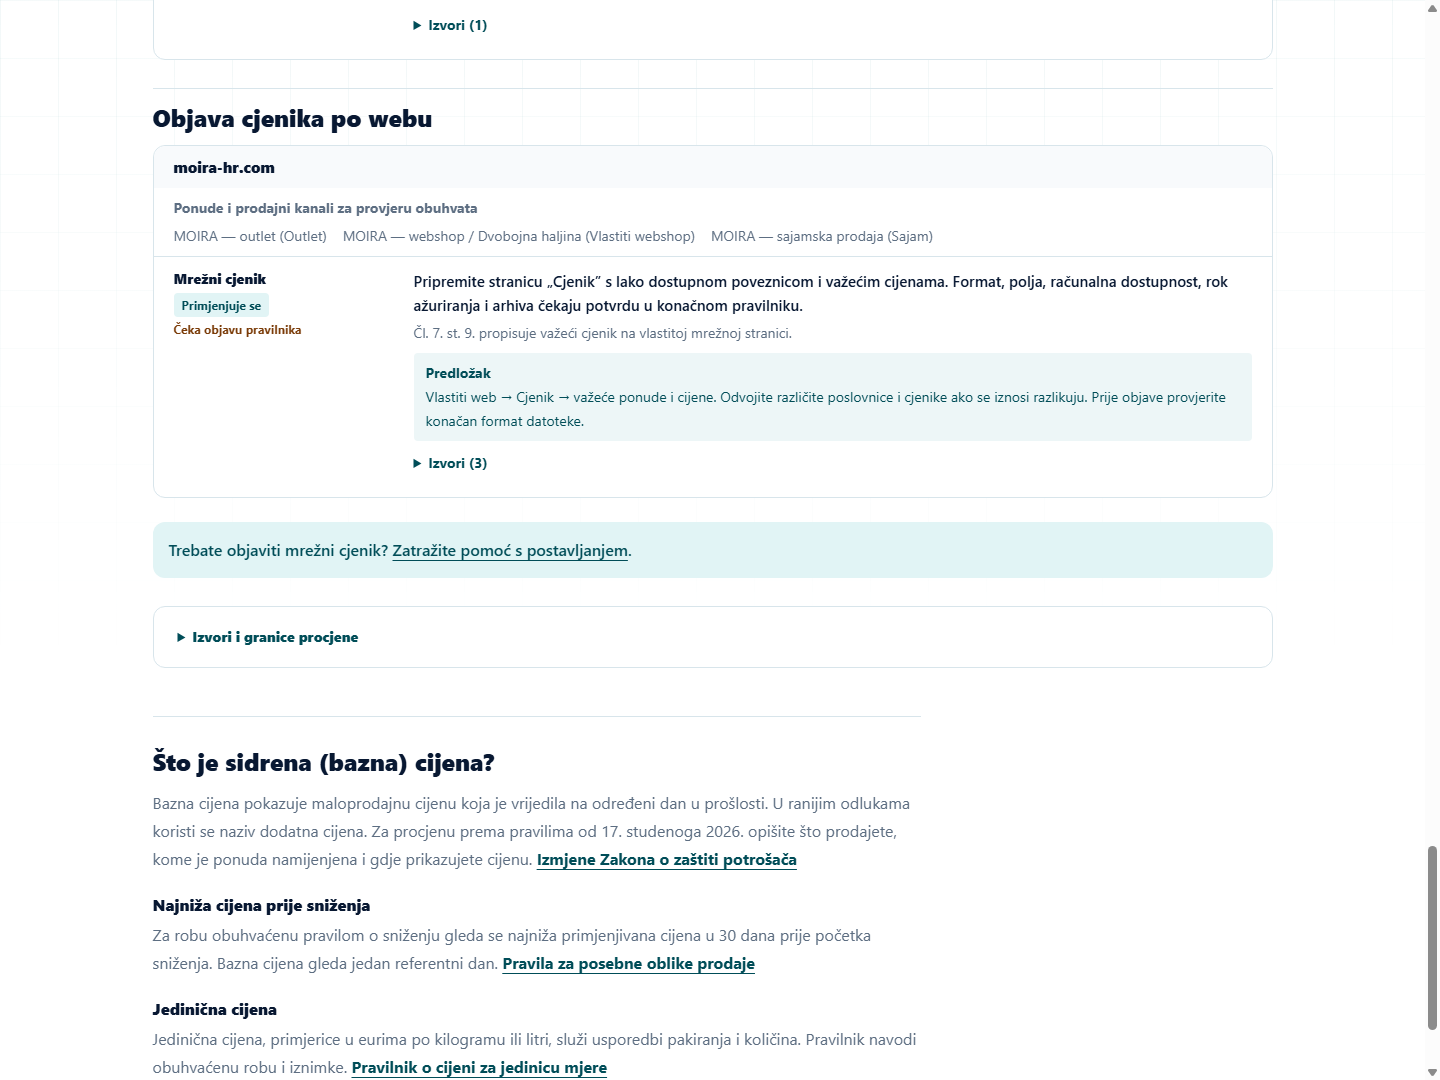 ▶ Izvori (1)
Objava cjenika po webu
moira-hr.com
Ponude i prodajni kanali za provjeru obuhvata
MOIRA — outlet (Outlet) MOIRA — webshop / Dvobojna haljina (Vlastiti webshop) MOIRA — sajamska prodaja (Sajam)
Mrežni cjenik
Primjenjuje se
Čeka objavu pravilnika
Pripremite stranicu „Cjenik” s lako dostupnom poveznicom i važećim cijenama. Format, polja, računalna dostupnost, rok
ažuriranja i arhiva čekaju potvrdu u konačnom pravilniku.
Čl. 7. st. 9. propisuje važeći cjenik na vlastitoj mrežnoj stranici.
Predložak
Vlastiti web → Cjenik → važeće ponude i cijene. Odvojite različite poslovnice i cjenike ako se iznosi razlikuju. Prije objave provjerite
konačan format datoteke.
▶ Izvori (3)
Trebate objaviti mrežni cjenik? Zatražite pomoć s postavljanjem.
▶ Izvori i granice procjene
Što je sidrena (bazna) cijena?
Bazna cijena pokazuje maloprodajnu cijenu koja je vrijedila na određeni dan u prošlosti. U ranijim odlukama
koristi se naziv dodatna cijena. Za procjenu prema pravilima od 17. studenoga 2026. opišite što prodajete,
kome je ponuda namijenjena i gdje prikazujete cijenu. Izmjene Zakona o zaštiti potrošača
Najniža cijena prije sniženja
Za robu obuhvaćenu pravilom o sniženju gleda se najniža primjenjivana cijena u 30 dana prije početka
sniženja. Bazna cijena gleda jedan referentni dan. Pravila za posebne oblike prodaje
Jedinična cijena
Jedinična cijena, primjerice u eurima po kilogramu ili litri, služi usporedbi pakiranja i količina. Pravilnik navodi
obuhvaćenu robu i iznimke. Pravilnik o cijeni za jedinicu mjere